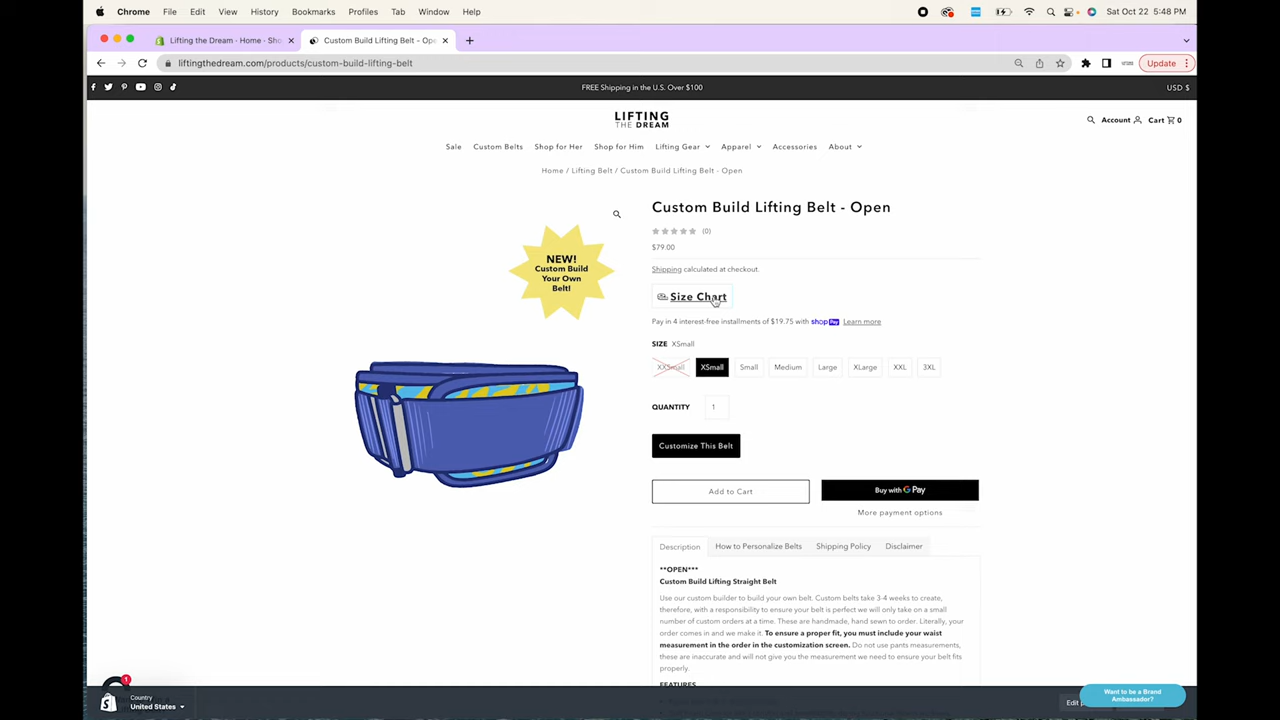 Chrome File Edit View History Bookmarks Profiles Tab Window Help Sat Oct 22 5:48 PM
Lifting the Dream · Home · Sho Custom Build Lifting Belt - Ope
liftingthedream.com/products/custom-build-lifting-belt Update
FREE Shipping in the U.S. Over $100 USD $
LIFTING
THE DREAM
Account Cart 0
Sale Custom Belts Shop for Her Shop for Him Lifting Gear Apparel Accessories About
Home / Lifting Belt / Custom Build Lifting Belt - Open
NEW!
Custom Build
Your Own
Belt!
Custom Build Lifting Belt - Open
(0)
$79.00
Shipping calculated at checkout.
Size Chart
Pay in 4 interest-free installments of $19.75 with shop Pay Learn more
SIZE XSmall
XXSmall XSmall Small Medium Large XLarge XXL 3XL
QUANTITY 1
Customize This Belt
Add to Cart Buy with G Pay
More payment options
Description How to Personalize Belts Shipping Policy Disclaimer
**OPEN***
Custom Build Lifting Straight Belt
Use our custom builder to build your own belt. Custom belts take 3-4 weeks to create,
therefore, with a responsibility to ensure your belt is perfect we will only take on a small
number of custom orders at a time. These are handmade, hand sewn to order. Literally, your
order comes in and we make it. To ensure a proper fit, you must include your waist
measurement in the order in the customization screen. Do not use pants measurements,
these are inaccurate and will not give you the measurement we need to ensure your belt fits
properly.
FEATURES
1
Country
United States
Edit
Want to be a Brand
Ambassador?